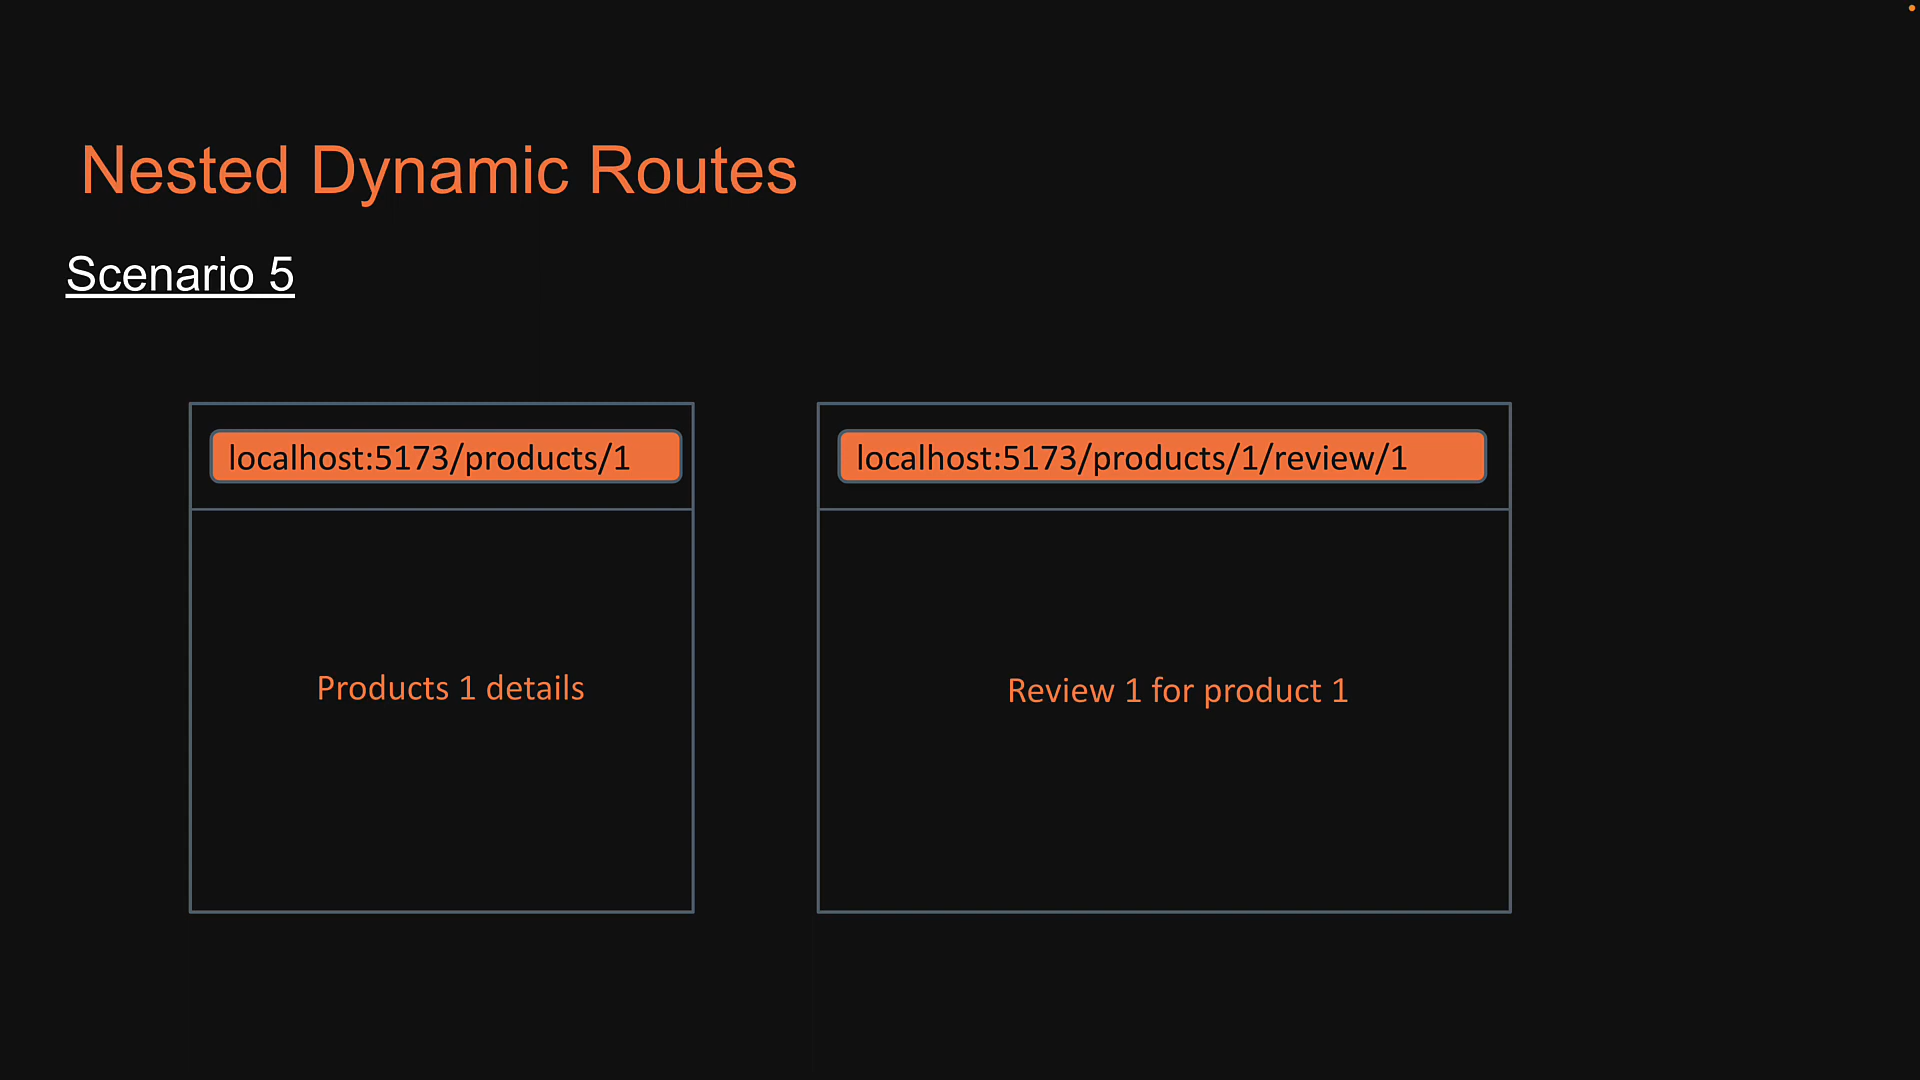 Nested Dynamic Routes
Scenario 5
localhost:5173/products/1
localhost:5173/products/1/review/1
Products 1 details
Review 1 for product 1